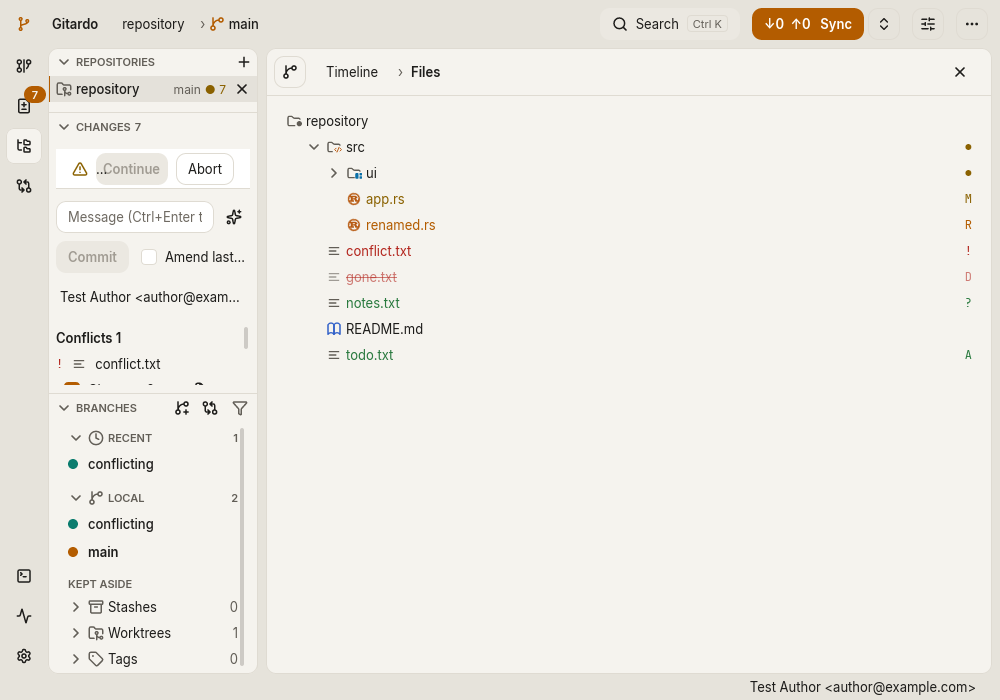 Gitardo
repository
main
Search
Ctrl K
↓0 ↑0 Sync
REPOSITORIES
repository
main
7
7
CHANGES 7
...
Continue
Abort
Message (Ctrl+Enter t
Commit
Amend last...
Test Author <author@exam...
Conflicts 1
! conflict.txt
BRANCHES
RECENT
1
conflicting
LOCAL
2
conflicting
main
KEPT ASIDE
Stashes
0
Worktrees
1
Tags
0
Timeline
› Files
repository
src
ui
app.rs
M
renamed.rs
R
conflict.txt
!
gone.txt
D
notes.txt
?
README.md
todo.txt
A
Test Author <author@example.com>